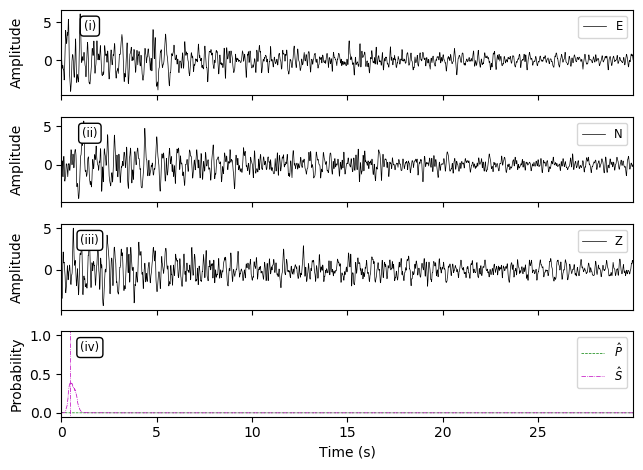 Amplitude
5
0
(i)
E
Amplitude
5
0
(ii)
N
Amplitude
5
0
(iii)
Z
Probability
1.0
0.5
0.0
(iv)
P̂
Ŝ
0 5 10 15 20 25
Time (s)